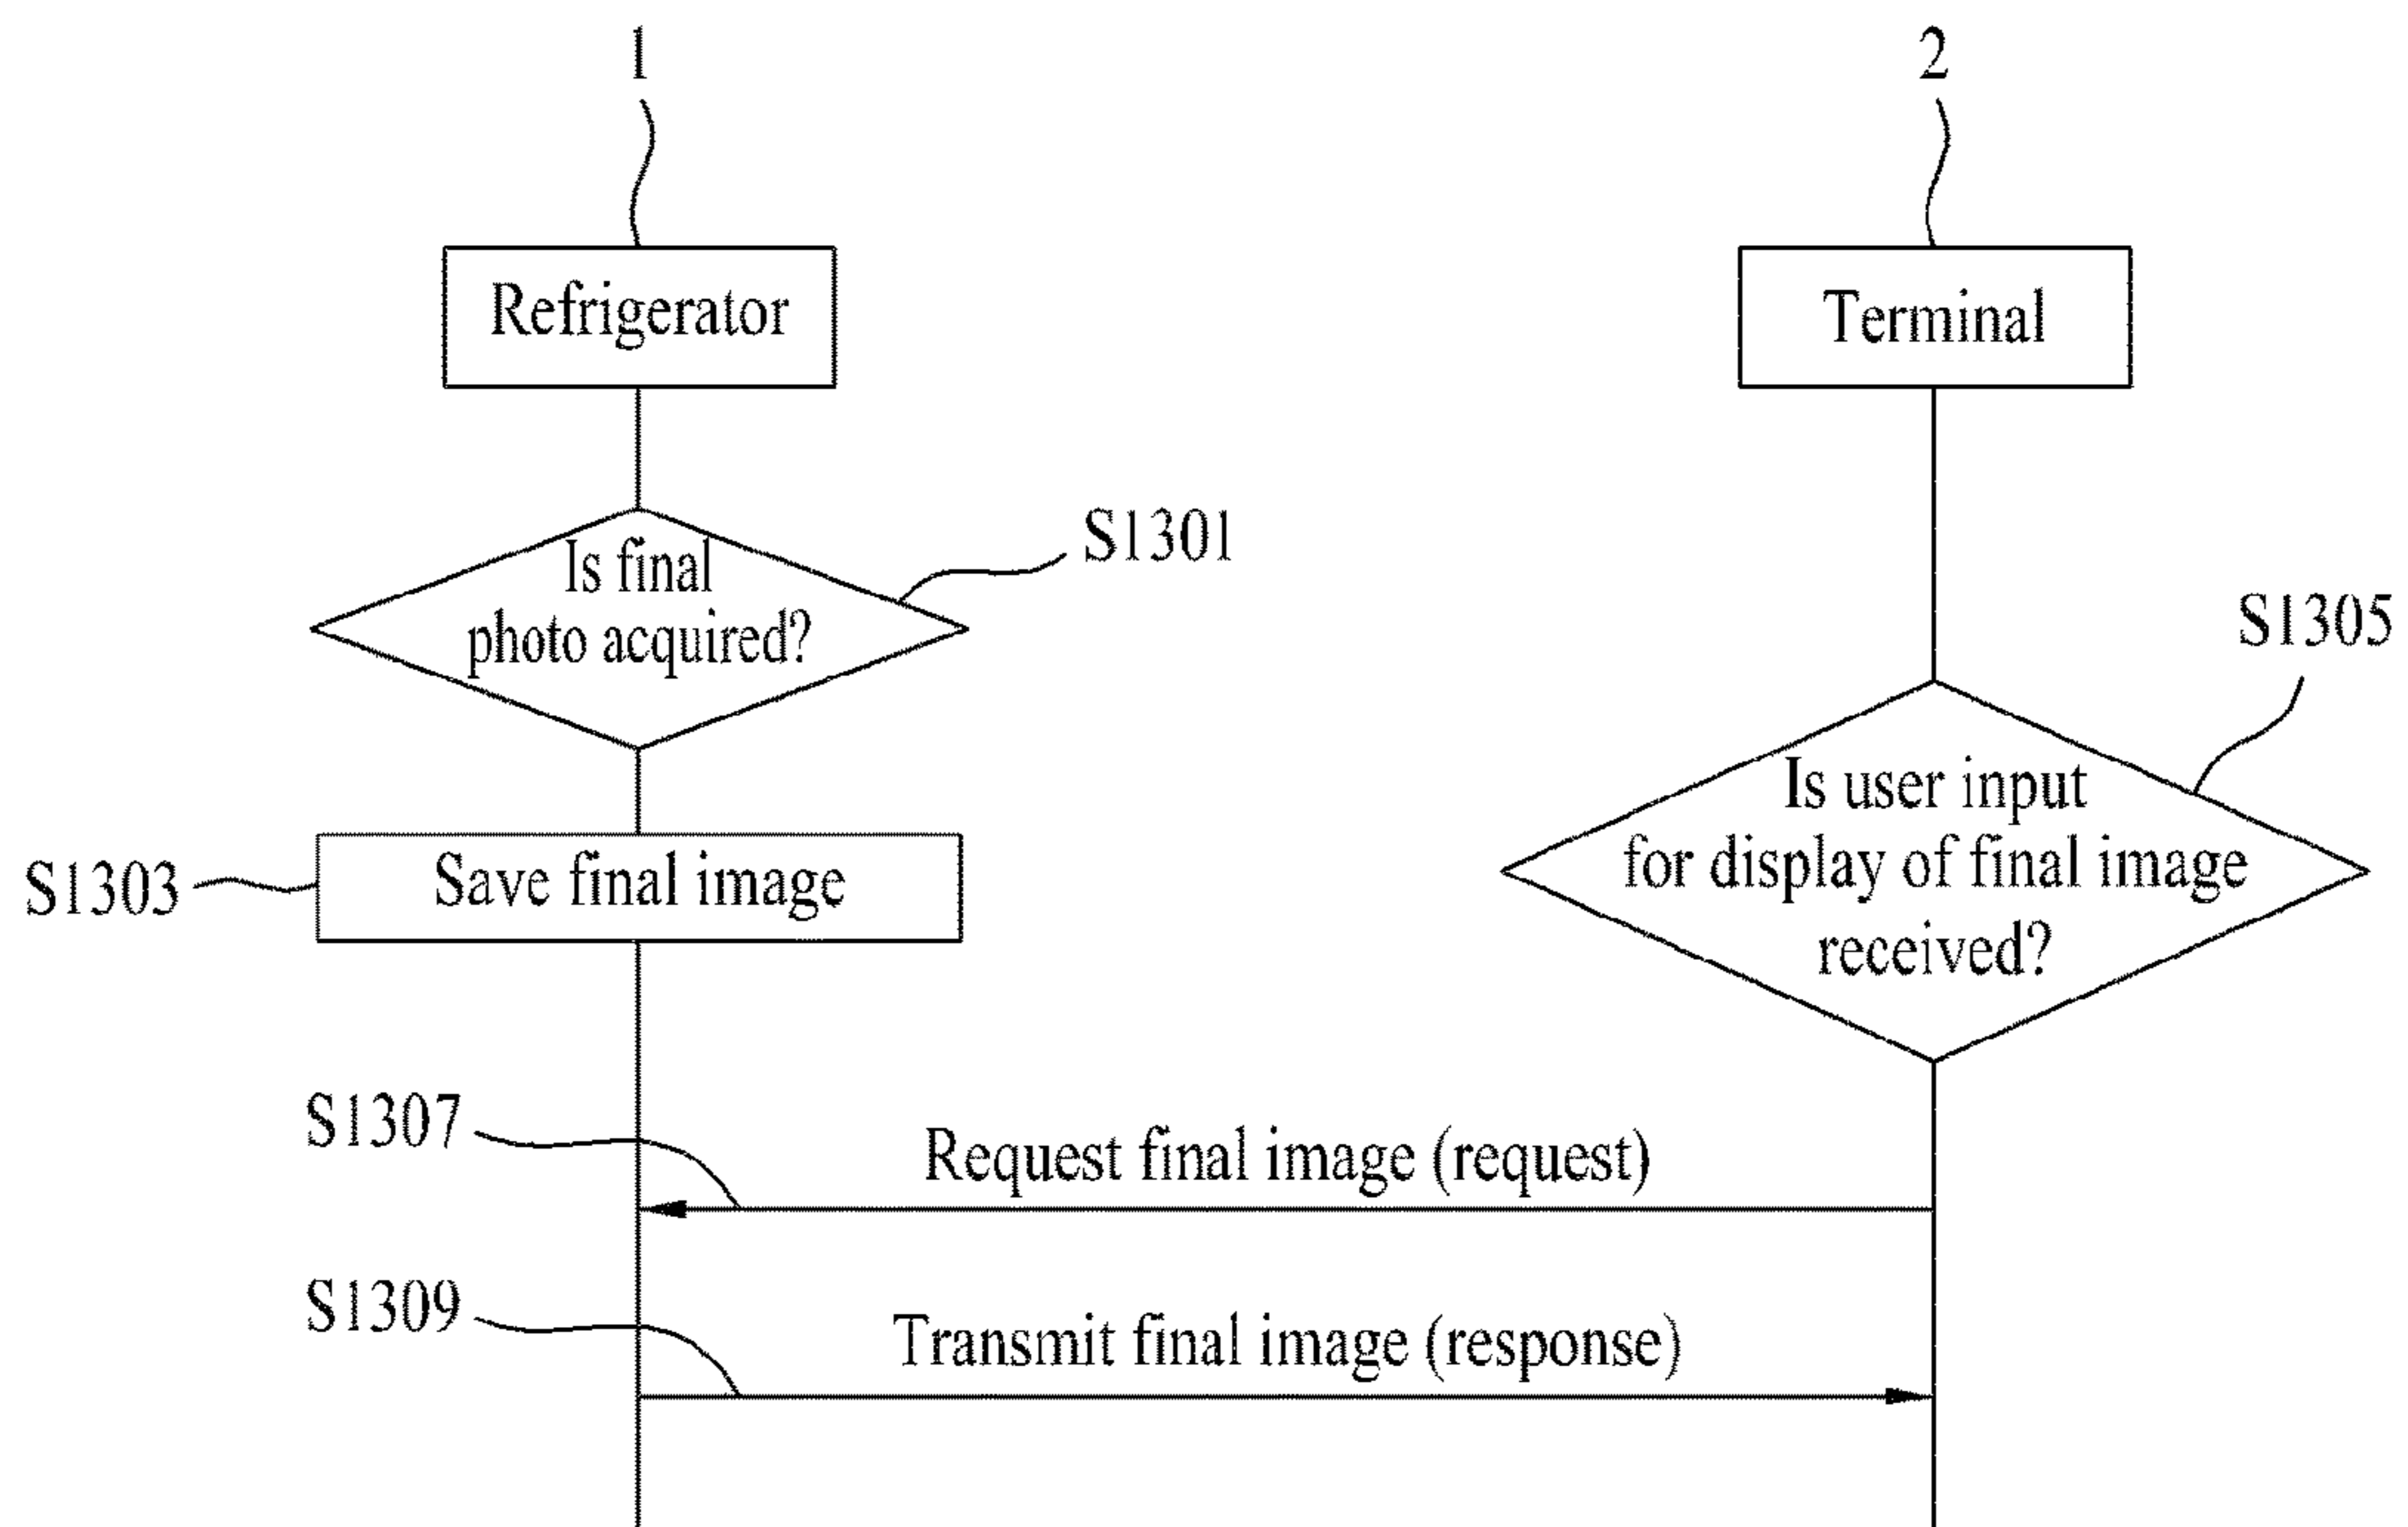 1
2
Refrigerator
Terminal
Is final
photo acquired?
S1301
S1305
Is user input
for display of final image
received?
S1303
Save final image
S1307
Request final image (request)
S1309
Transmit final image (response)